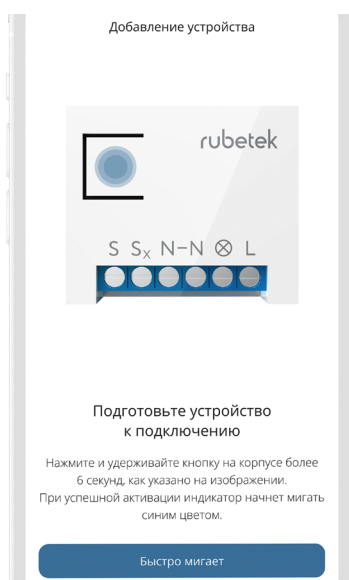 Добавление устройства
rubetek
S Sx N–N ⊗ L
Подготовьте устройство
к подключению
Нажмите и удерживайте кнопку на корпусе более
6 секунд, как указано на изображении.
При успешной активации индикатор начнет мигать
синим цветом.
Быстро мигает